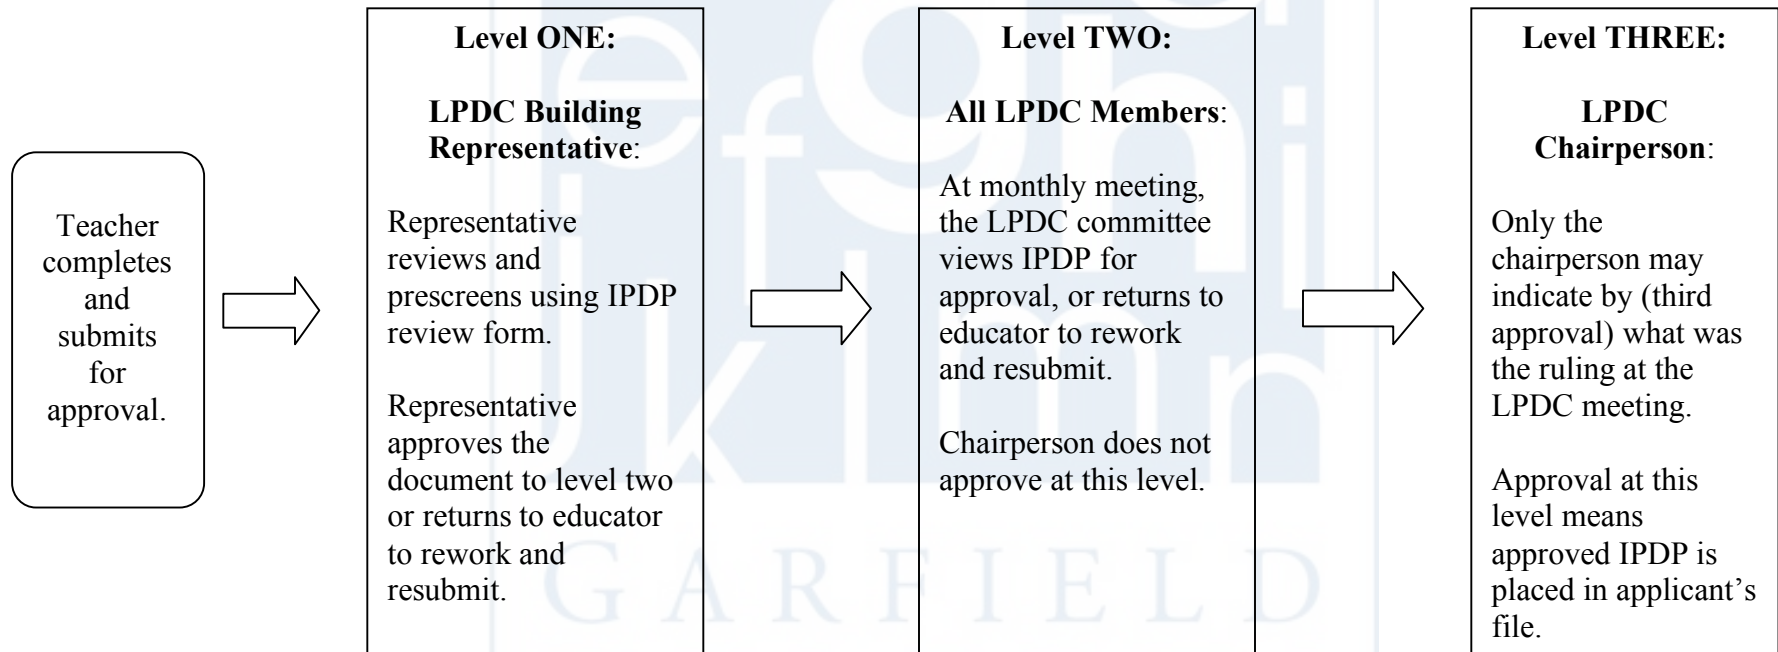 Teacher
completes
and
submits
for
approval.
Level ONE:
LPDC Building
Representative:
Representative
reviews and
prescreens using IPDP
review form.
Representative
approves the
document to level two
or returns to educator
to rework and
resubmit.
Level TWO:
All LPDC Members:
At monthly meeting,
the LPDC committee
views IPDP for
approval, or returns to
educator to rework
and resubmit.
Chairperson does not
approve at this level.
Level THREE:
LPDC
Chairperson:
Only the
chairperson may
indicate by (third
approval) what was
the ruling at the
LPDC meeting.
Approval at this
level means
approved IPDP is
placed in applicant’s
file.
e f g h i
j k l m n
GARFIELD